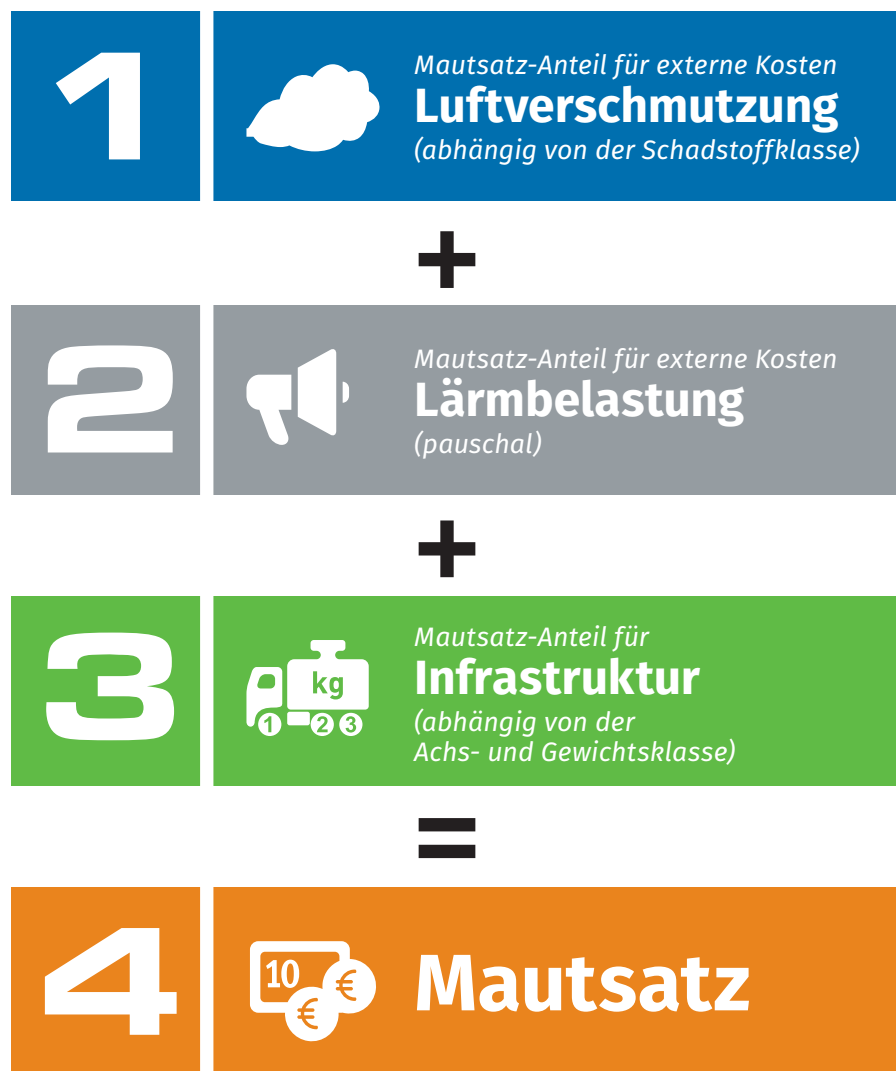 1
Mautsatz-Anteil für externe Kosten
Luftverschmutzung
(abhängig von der Schadstoffklasse)
+
2
Mautsatz-Anteil für externe Kosten
Lärmbelastung
(pauschal)
+
3
kg
1 2 3
Mautsatz-Anteil für
Infrastruktur
(abhängig von der
Achs- und Gewichtsklasse)
=
4
10
€ €
Mautsatz